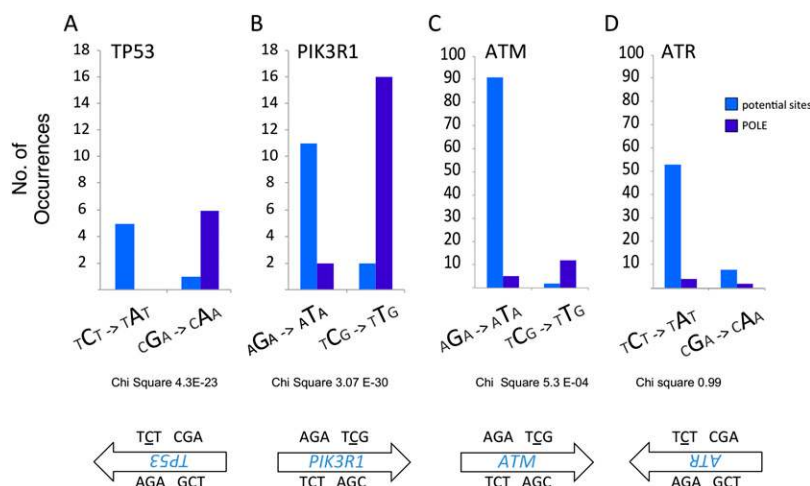 A
TP53
B
PIK3R1
C
ATM
D
ATR
No. of
Occurrences
18
16
14
12
10
8
6
4
2
18
16
14
12
10
8
6
4
2
100
90
80
70
60
50
40
30
20
10
100
90
80
70
60
50
40
30
20
10
potential sites
POLE
TCT -> TAT
CGA -> CAA
AGA -> ATA
TCG -> TTG
AGA -> ATA
TCG -> TTG
TCT -> TAT
CGA -> CAA
Chi Square 4.3E-23
Chi Square 3.07 E-30
Chi Square 5.3 E-04
Chi square 0.99
TCT CGA
TP53
AGA GCT
AGA TCG
PIK3R1
TCT AGC
AGA TCG
ATM
TCT AGC
TCT CGA
ATR
AGA GCT